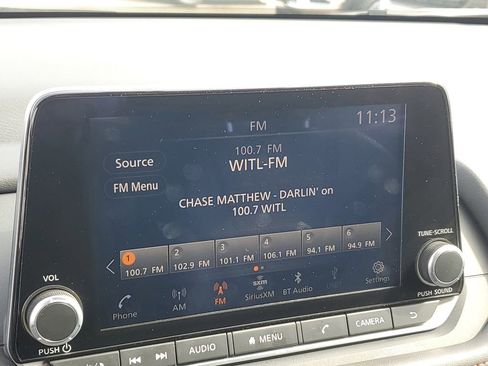 FM
11:13
100.7 FM
Source
WITL-FM
FM Menu
CHASE MATTHEW - DARLIN' on
100.7 WITL
1 2 3 4 5 6
100.7 FM 102.9 FM 101.1 FM 106.1 FM 94.1 FM 94.9 FM
VOL
TUNE-SCROLL
sxm
Phone AM FM SiriusXM BT Audio Settings
PUSH
PUSH SOUND
AUDIO MENU CAMERA